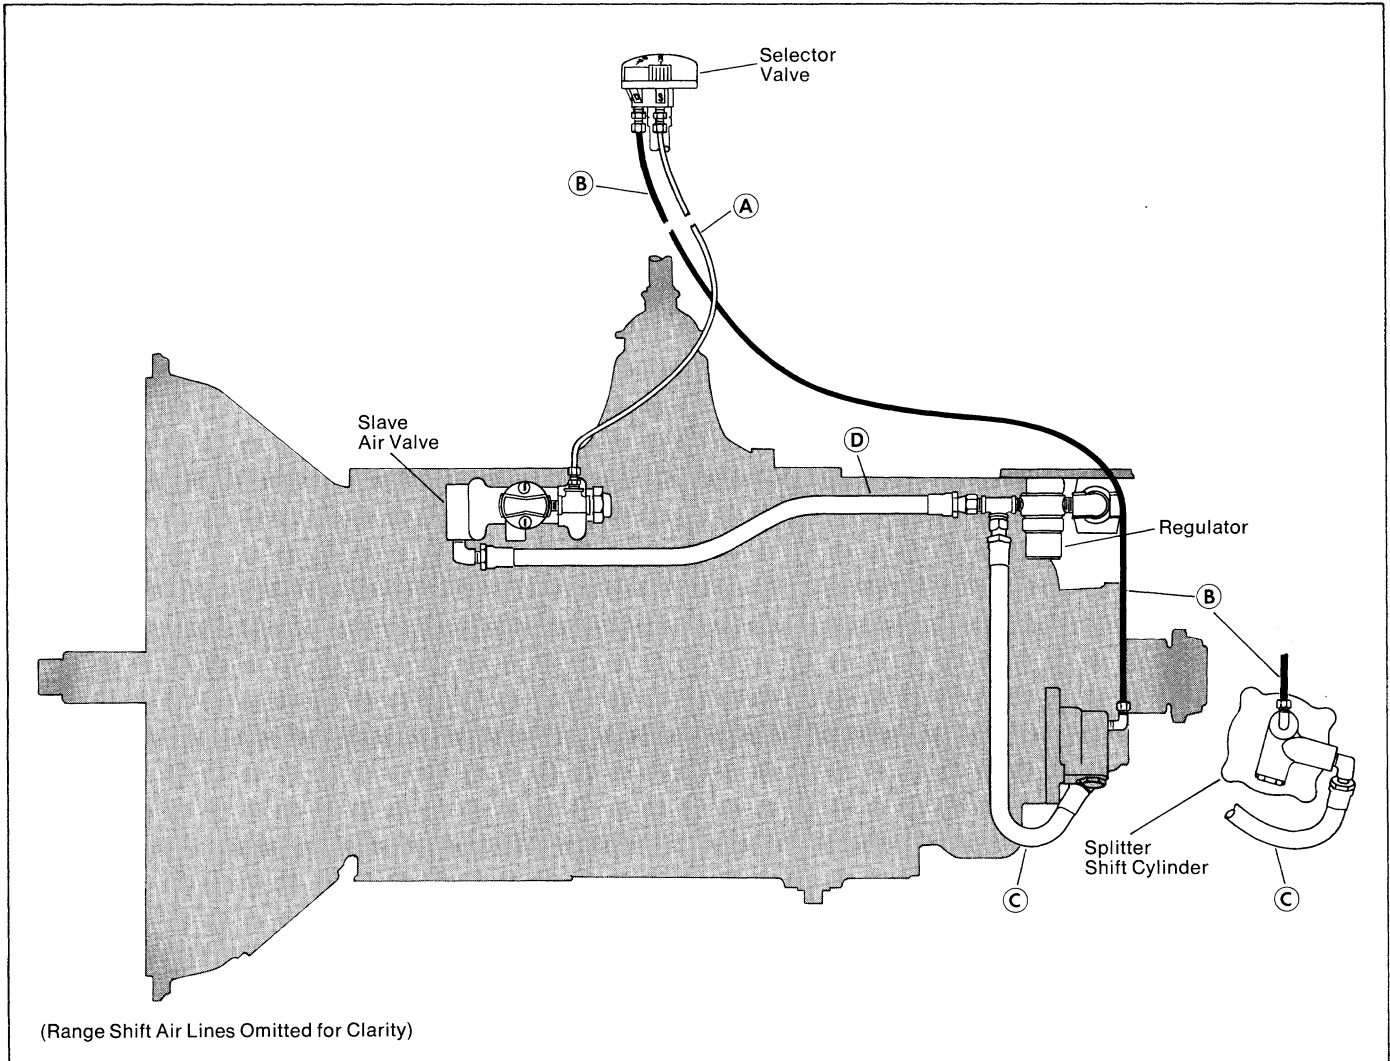 Selector
Valve
B
A
Slave
Air Valve
D
Regulator
B
Splitter
Shift Cylinder
C
C
(Range Shift Air Lines Omitted for Clarity)